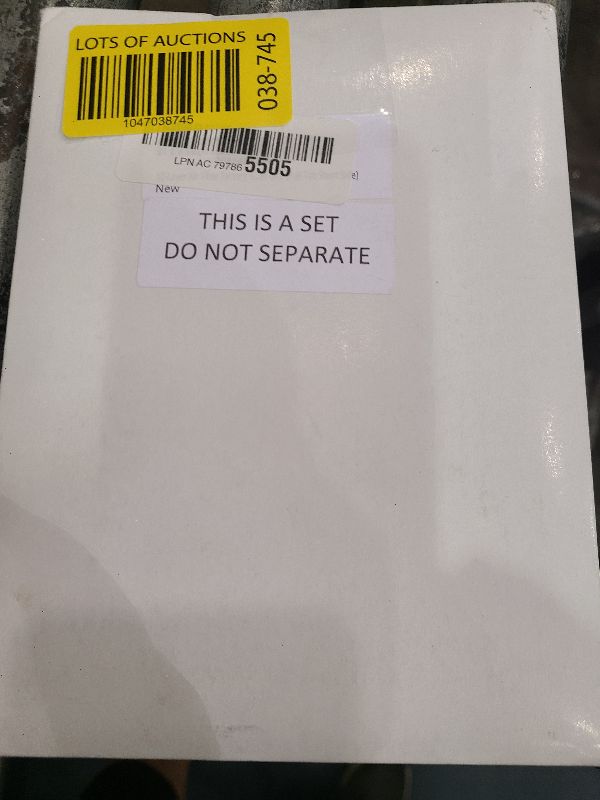 LOTS OF AUCTIONS
1047038745
038-745
LPN AC 79786 5505
New
THIS IS A SET
DO NOT SEPARATE